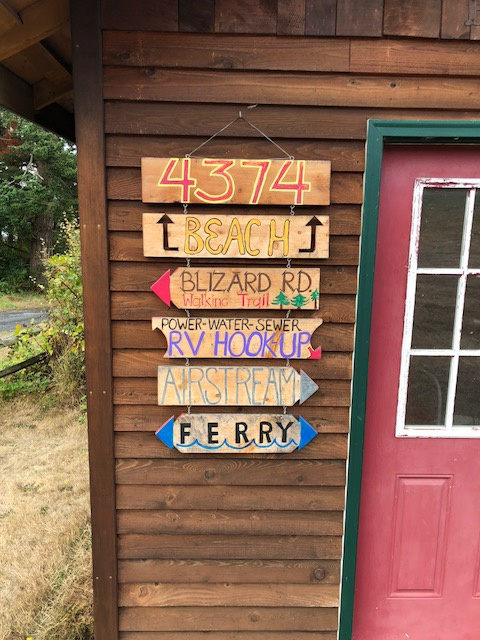 4374
BEACH
BLIZARD RD.
Walking Trail
POWER-WATER-SEWER
RV HOOK-UP
AIRSTREAM
FERRY